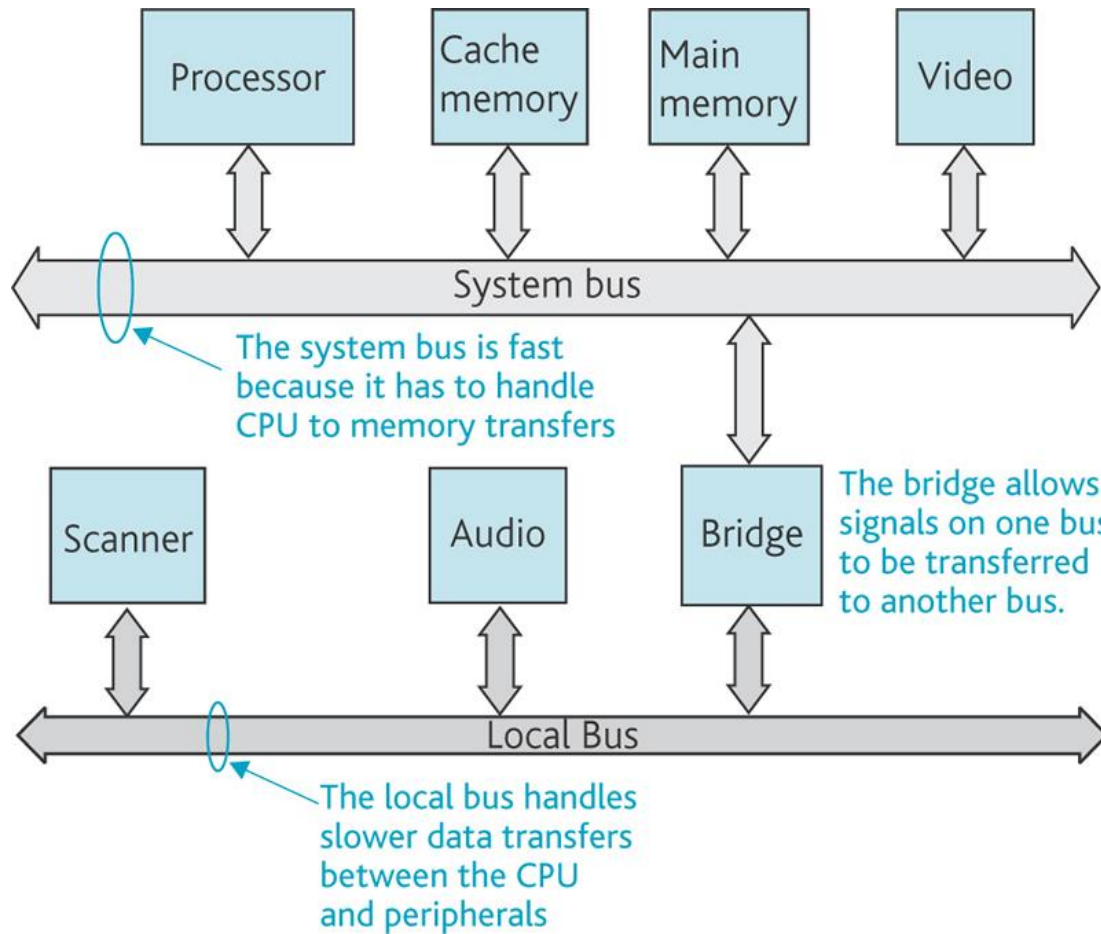 Processor
Cache
memory
Main
memory
Video
System bus
The system bus is fast
because it has to handle
CPU to memory transfers
Scanner
Audio
Bridge
The bridge allows
signals on one bus
to be transferred
to another bus.
Local Bus
The local bus handles
slower data transfers
between the CPU
and peripherals